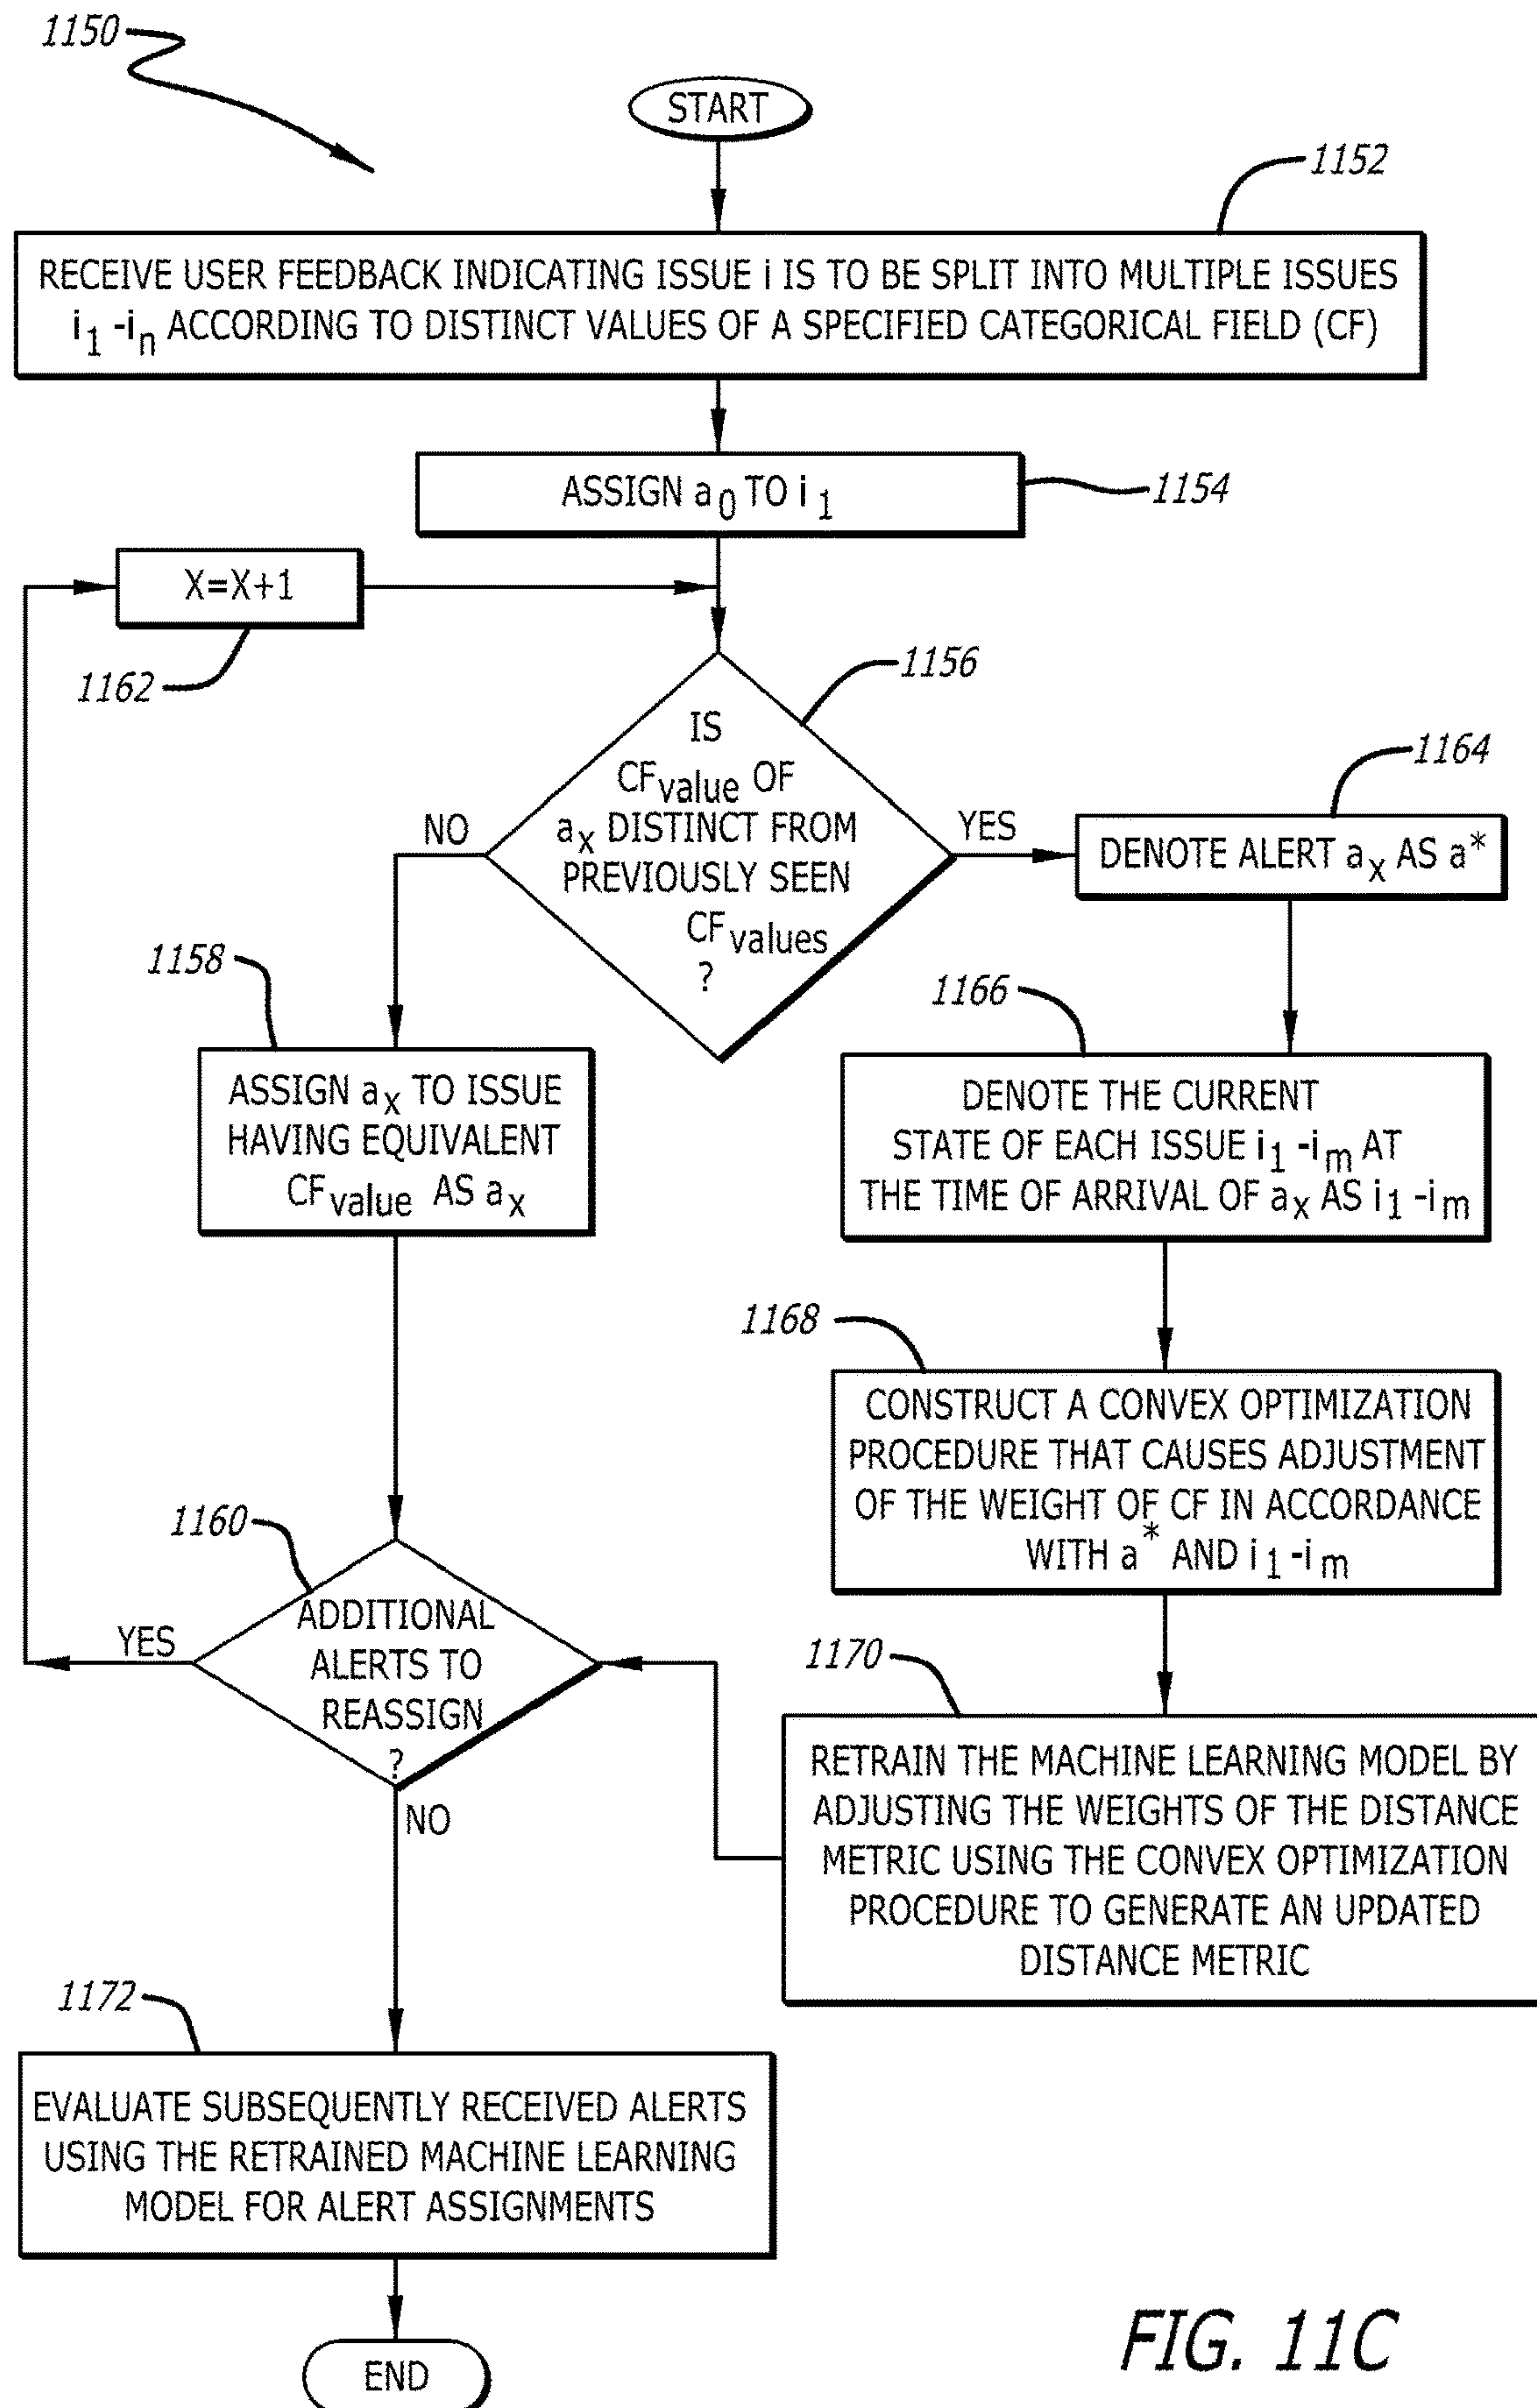 1150
START
1152
RECEIVE USER FEEDBACK INDICATING ISSUE i IS TO BE SPLIT INTO MULTIPLE ISSUES
i1 -in ACCORDING TO DISTINCT VALUES OF A SPECIFIED CATEGORICAL FIELD (CF)
ASSIGN a0 TO i1
1154
X=X+1
1162
1156
IS
CFvalue OF
ax DISTINCT FROM
PREVIOUSLY SEEN
CFvalues
?
NO
YES
1164
DENOTE ALERT ax AS a*
1158
ASSIGN ax TO ISSUE
HAVING EQUIVALENT
CFvalue AS ax
1166
DENOTE THE CURRENT
STATE OF EACH ISSUE i1 -im AT
THE TIME OF ARRIVAL OF ax AS i1 -im
1168
CONSTRUCT A CONVEX OPTIMIZATION
PROCEDURE THAT CAUSES ADJUSTMENT
OF THE WEIGHT OF CF IN ACCORDANCE
WITH a* AND i1 -im
1160
ADDITIONAL
ALERTS TO
REASSIGN
?
YES
NO
1170
RETRAIN THE MACHINE LEARNING MODEL BY
ADJUSTING THE WEIGHTS OF THE DISTANCE
METRIC USING THE CONVEX OPTIMIZATION
PROCEDURE TO GENERATE AN UPDATED
DISTANCE METRIC
1172
EVALUATE SUBSEQUENTLY RECEIVED ALERTS
USING THE RETRAINED MACHINE LEARNING
MODEL FOR ALERT ASSIGNMENTS
END
FIG. 11C